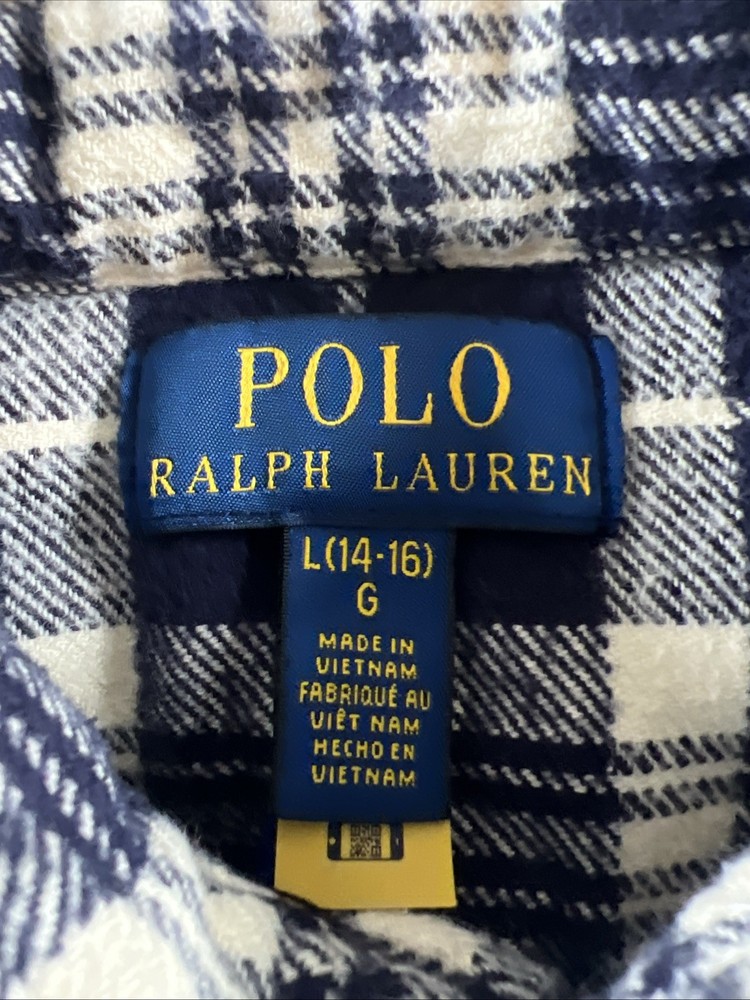 POLO
RALPH LAUREN
L(14-16)
G
MADE IN
VIETNAM
FABRIQUÉ AU
VIÊT NAM
HECHO EN
VIETNAM